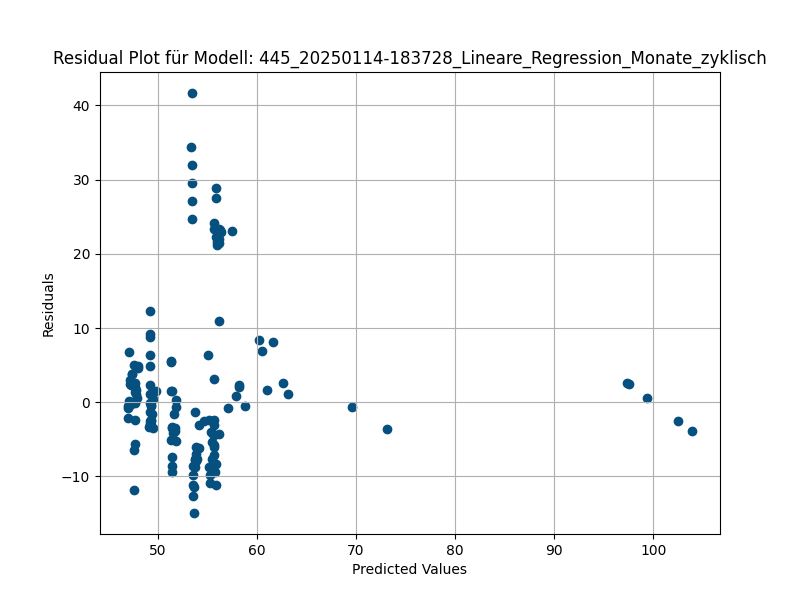 Residual Plot für Modell: 445_20250114-183728_Lineare_Regression_Monate_zyklisch
40
30
20
10
0
−10
Residuals
50 60 70 80 90 100
Predicted Values